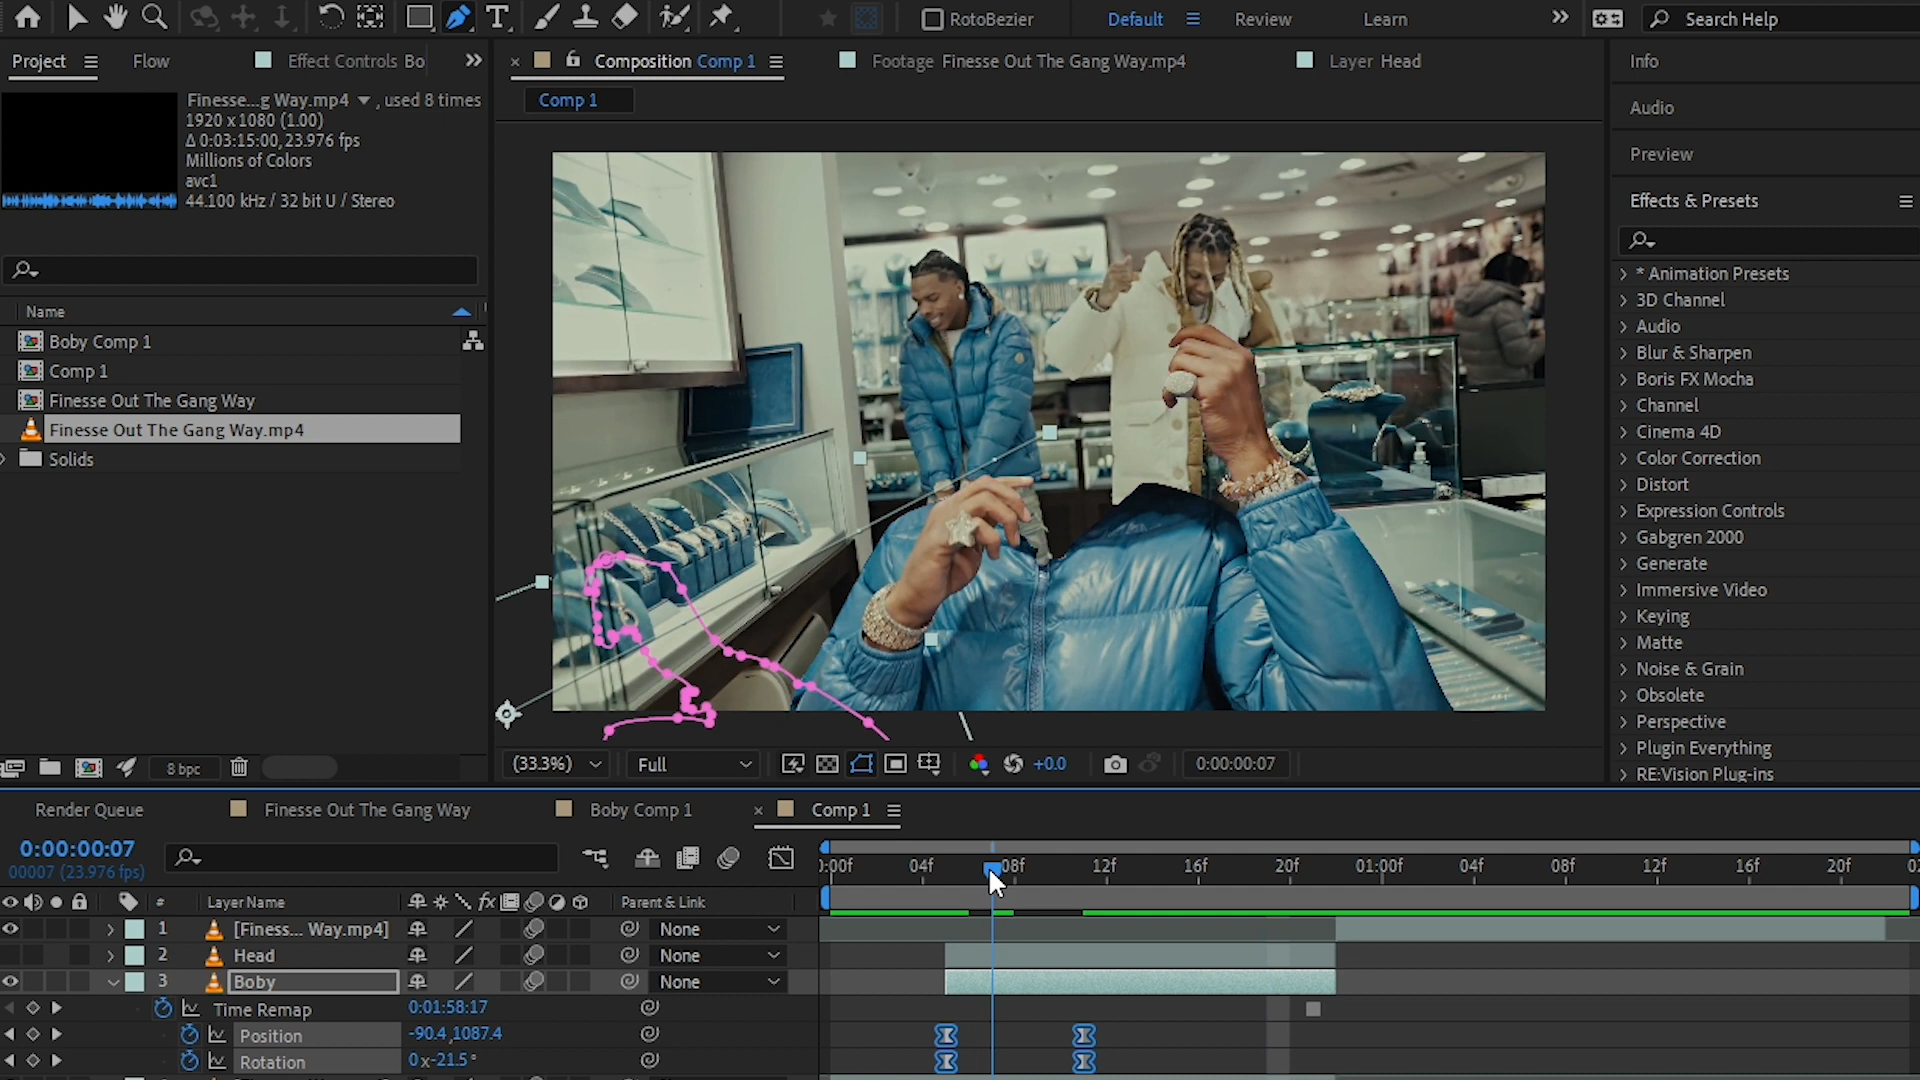 RotoBezier
Default
Review
Learn
Search Help
Project
Flow
Effect Controls Bo
Composition Comp 1
Footage Finesse Out The Gang Way.mp4
Layer Head
Info
Comp 1
Finesse...g Way.mp4 , used 8 times
1920 x 1080 (1.00)
Δ 0:03:15:00, 23.976 fps
Millions of Colors
avc1
44.100 kHz / 32 bit U / Stereo
Audio
Preview
Effects & Presets
Name
Boby Comp 1
Comp 1
Finesse Out The Gang Way
Finesse Out The Gang Way.mp4
Solids
* Animation Presets
3D Channel
Audio
Blur & Sharpen
Boris FX Mocha
Channel
Cinema 4D
Color Correction
Distort
Expression Controls
Gabgren 2000
Generate
Immersive Video
Keying
Matte
Noise & Grain
Obsolete
Perspective
Plugin Everything
RE:Vision Plug-ins
8 bpc
(33.3%)
Full
+0.0
0:00:00:07
Render Queue
Finesse Out The Gang Way
Boby Comp 1
Comp 1
0:00:00:07
00007 (23.976 fps)
0:00f 04f 08f 12f 16f 20f 01:00f 04f 08f 12f 16f 20f 02
# Layer Name fx Parent & Link
1 [Finess... Way.mp4] None
2 Head None
3 Boby None
Time Remap 0:01:58:17
Position -90.4,1087.4
Rotation 0x-21.5°